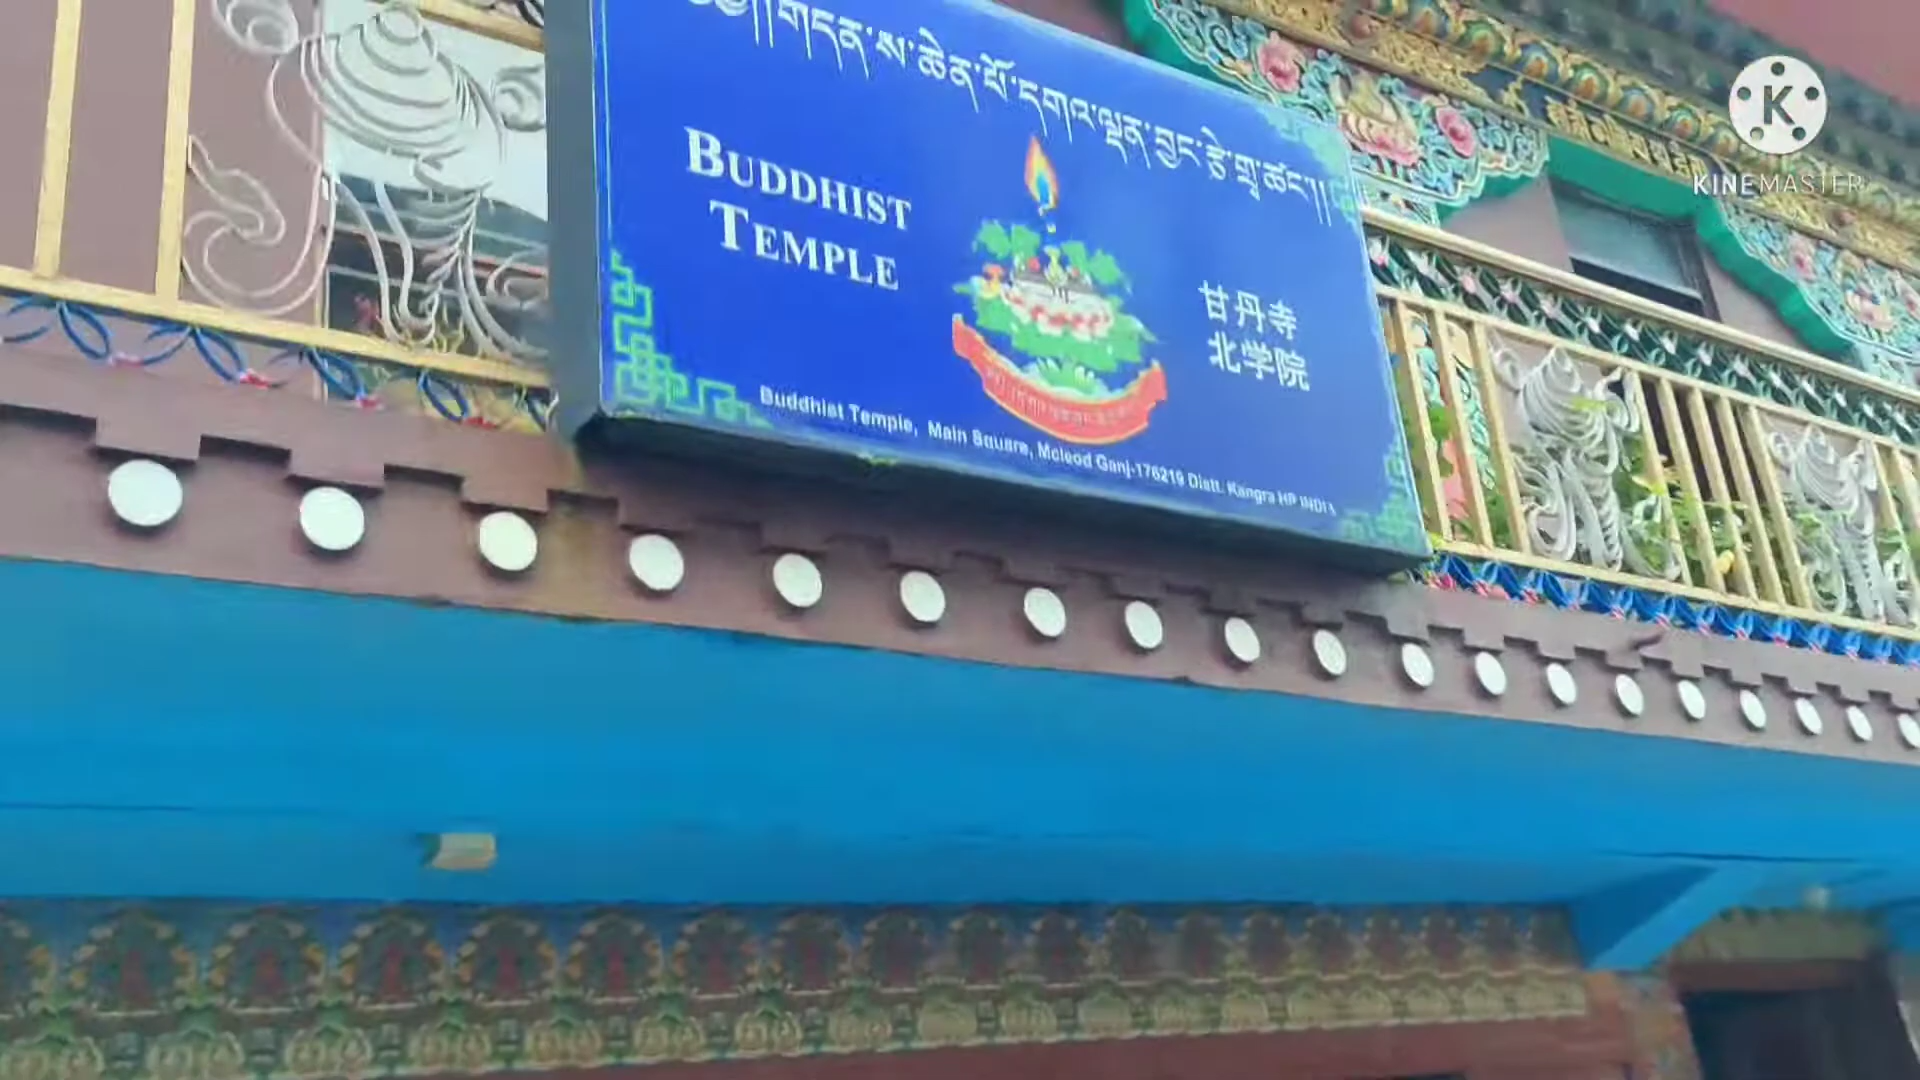 ༄༅།།གདན་ས་ཆེན་པོ་དགའ་ལྡན་བྱང་རྩེ་གྲྭ་ཚང་།།
BUDDHIST
TEMPLE
甘丹寺
北学院
Buddhist Temple, Main Square, Mcleod Ganj-176219 Distt. Kangra HP INDIA
K
KINEMASTER